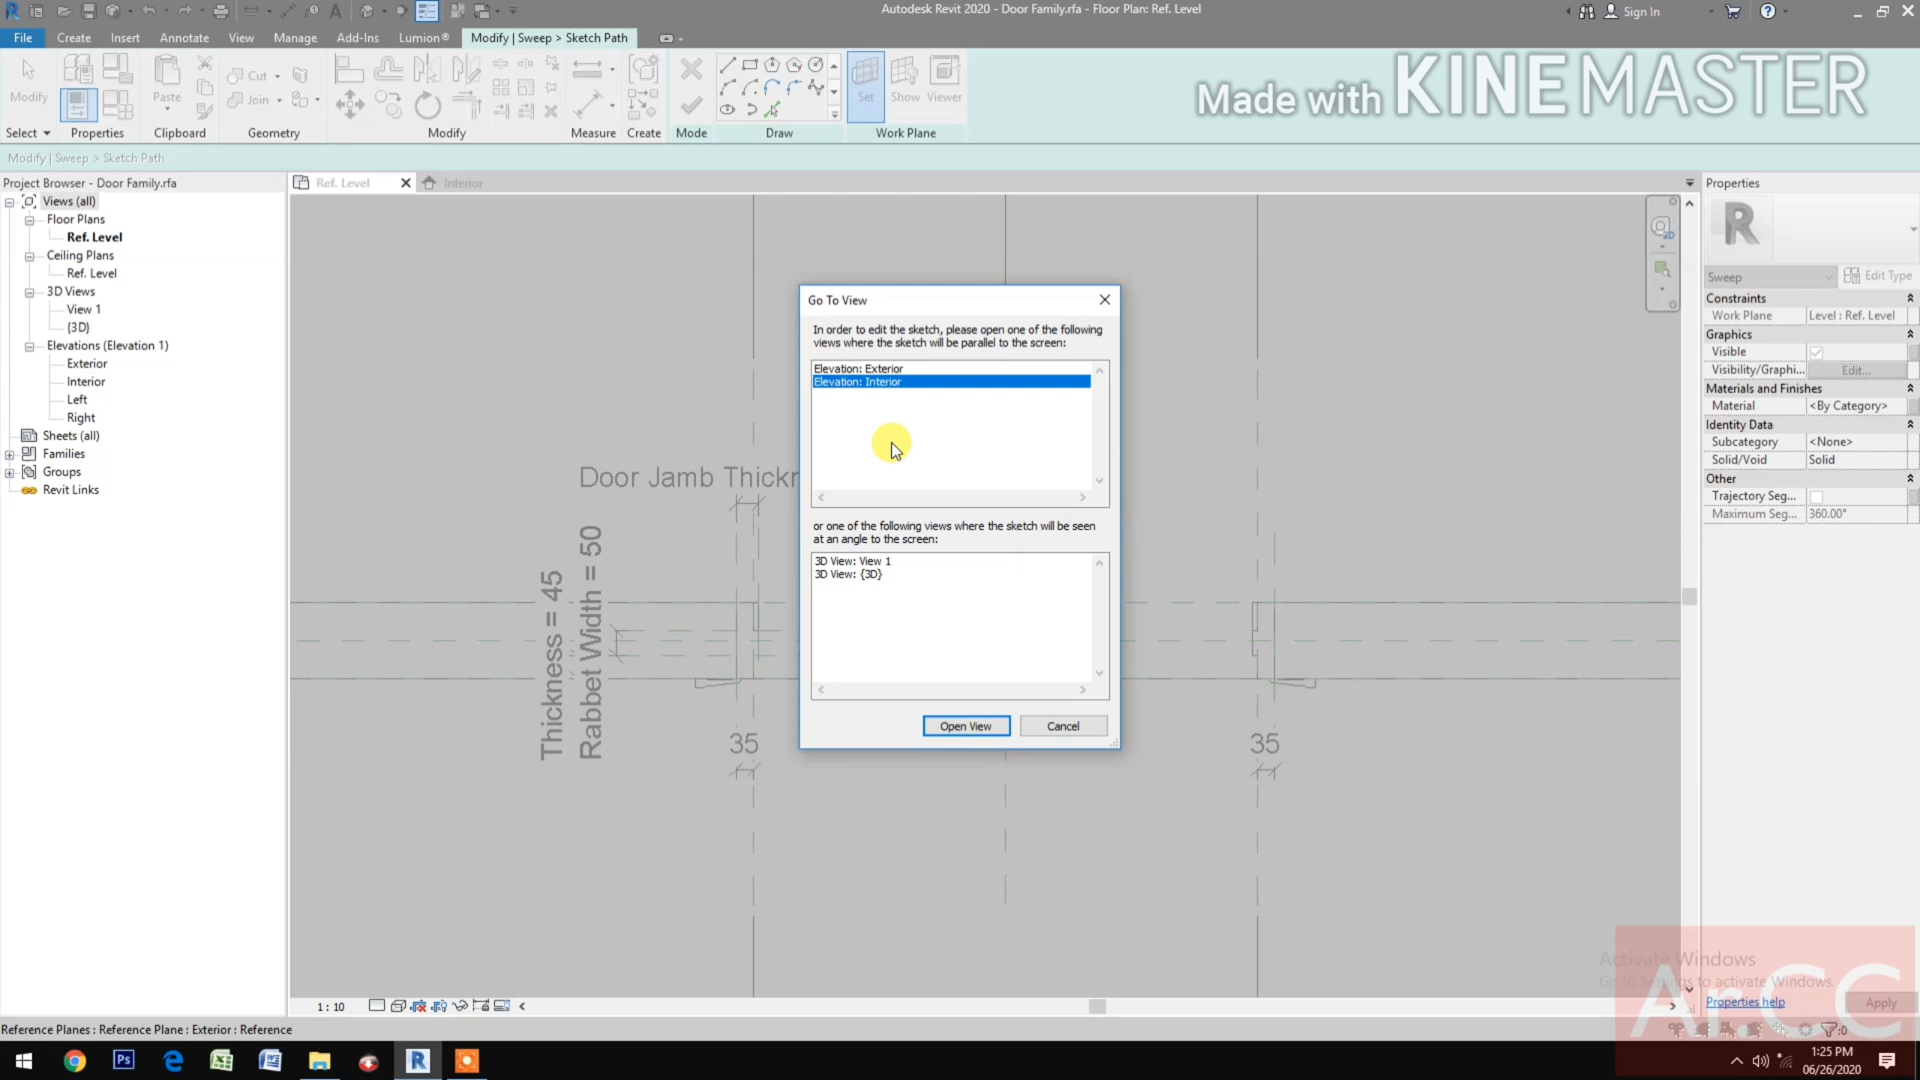 Autodesk Revit 2020 - Door Family.rfa - Floor Plan: Ref. Level
Sign In
File Create Insert Annotate View Manage Add-Ins Lumion® Modify | Sweep > Sketch Path
Made with KINEMASTER
Modify
Paste
Cut
Join
Set Show Viewer
Select Properties Clipboard Geometry Modify Measure Create Mode Draw Work Plane
Modify | Sweep > Sketch Path
Project Browser - Door Family.rfa
Views (all)
Floor Plans
Ref. Level
Ceiling Plans
Ref. Level
3D Views
View 1
{3D}
Elevations (Elevation 1)
Exterior
Interior
Left
Right
Sheets (all)
Families
Groups
Revit Links
Ref. Level
Interior
Door Jamb Thickn
Thickness = 45
Rabbet Width = 50
35
35
Go To View
In order to edit the sketch, please open one of the following
views where the sketch will be parallel to the screen:
Elevation: Exterior
Elevation: Interior
or one of the following views where the sketch will be seen
at an angle to the screen:
3D View: View 1
3D View: {3D}
Open View Cancel
Properties
R
Sweep Edit Type
Constraints
Work Plane Level : Ref. Level
Graphics
Visible
Visibility/Graphi... Edit...
Materials and Finishes
Material <By Category>
Identity Data
Subcategory <None>
Solid/Void Solid
Other
Trajectory Seg...
Maximum Seg... 360.00°
Activate Windows
Go to Settings to activate Windows.
ArCC
Properties help Apply
1 : 10
Reference Planes : Reference Plane : Exterior : Reference
:0
1:25 PM
06/26/2020